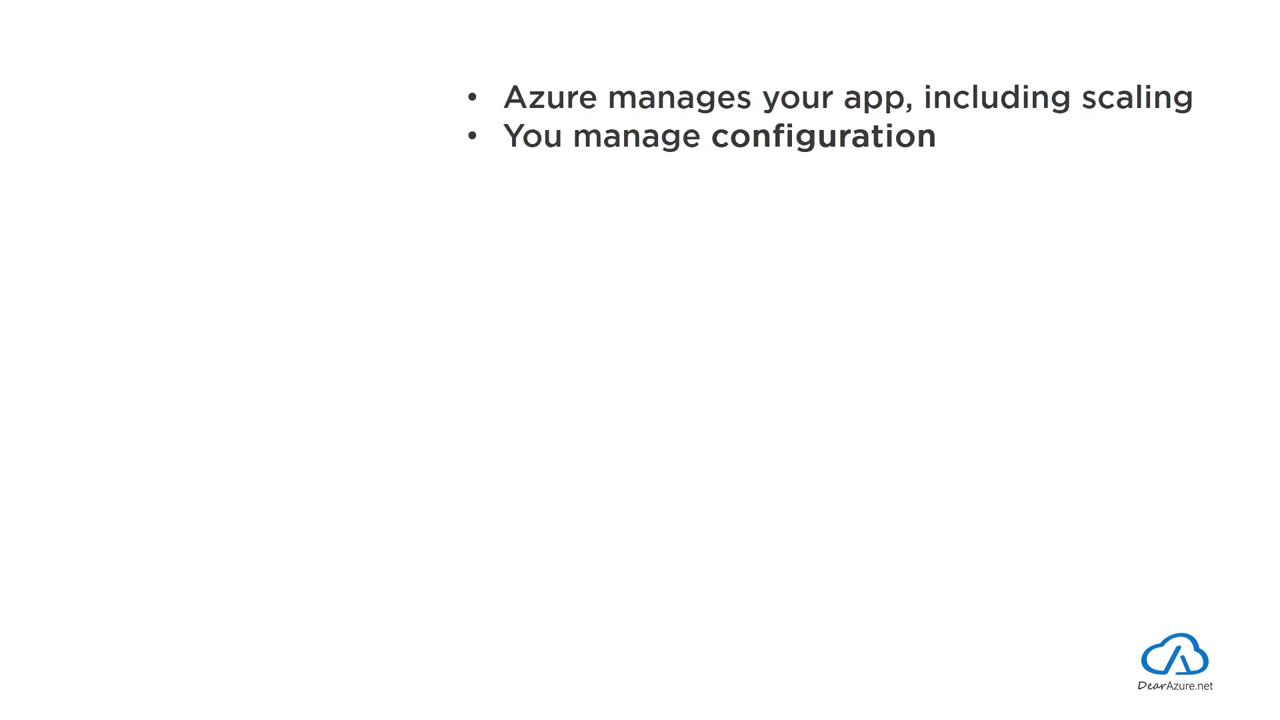 • Azure manages your app, including scaling
• You manage configuration
DearAzure.net